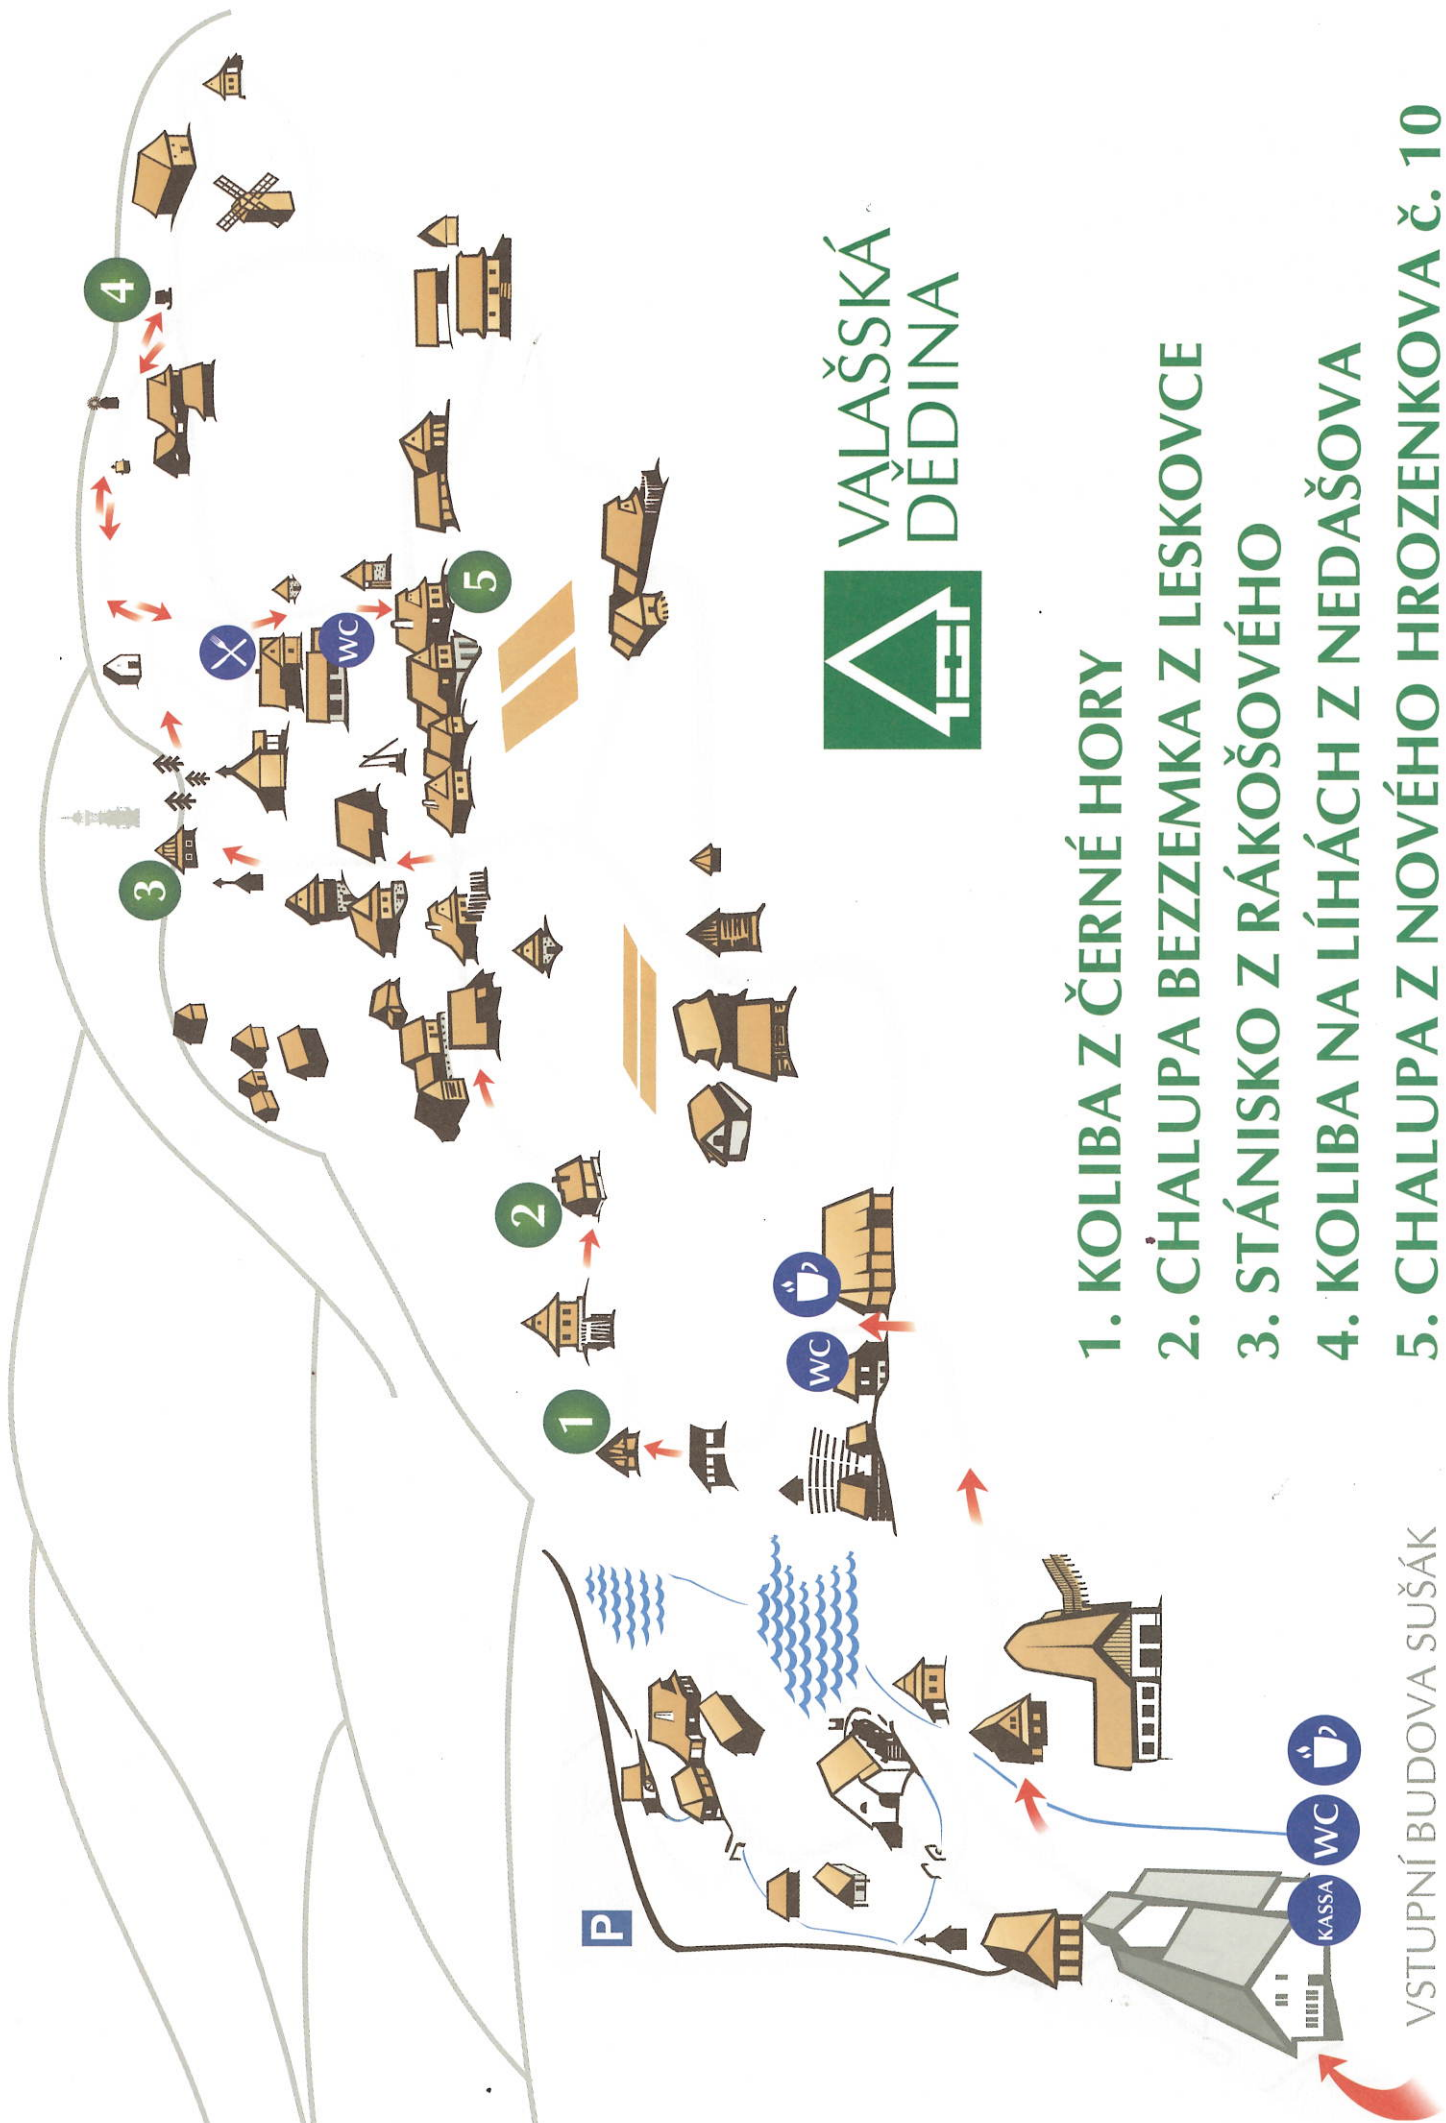 4
3
WC
5
2
1
WC
P
VALAŠSKÁ
DĚDINA
1. KOLIBA Z ČERNÉ HORY
2. CHALUPA BEZZEMKA Z LESKOVCE
3. STÁNISKO Z RÁKOŠOVÉHO
4. KOLIBA NA LÍHÁCH Z NEDAŠOVA
5. CHALUPA Z NOVÉHO HROZENKOVA č. 10
KASSA
WC
VSTUPNÍ BUDOVA SUŠÁK